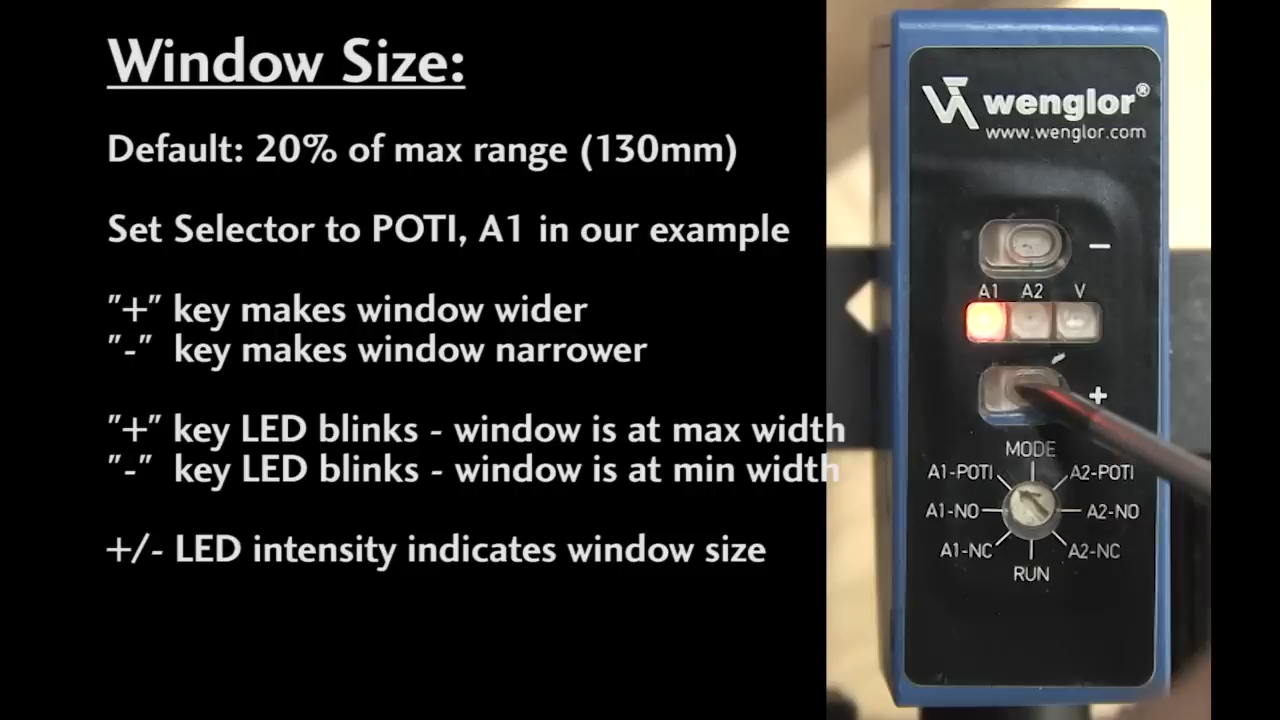 Window Size:
Default: 20% of max range (130mm)
Set Selector to POTI, A1 in our example
"+" key makes window wider
"-" key makes window narrower
"+" key LED blinks - window is at max width
"-" key LED blinks - window is at min width
+/- LED intensity indicates window size
wenglor®
www.wenglor.com
−
A1 A2 V
+
MODE
A1-POTI A2-POTI
A1-NO A2-NO
A1-NC A2-NC
RUN